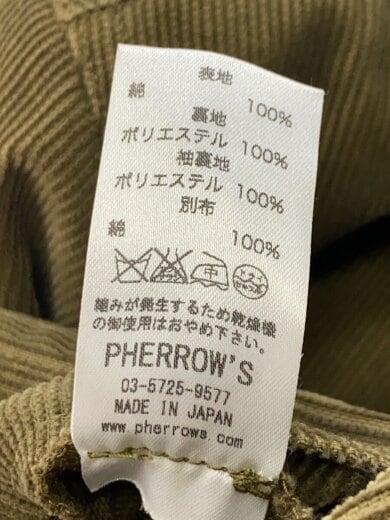 表地
綿 100%
裏地
ポリエステル 100%
袖裏地
ポリエステル 100%
別布
綿 100%
中
縮みが発生するため乾燥機
の御使用はおやめ下さい。
PHERROW'S
03-5725-9577
MADE IN JAPAN
www.pherrows.com